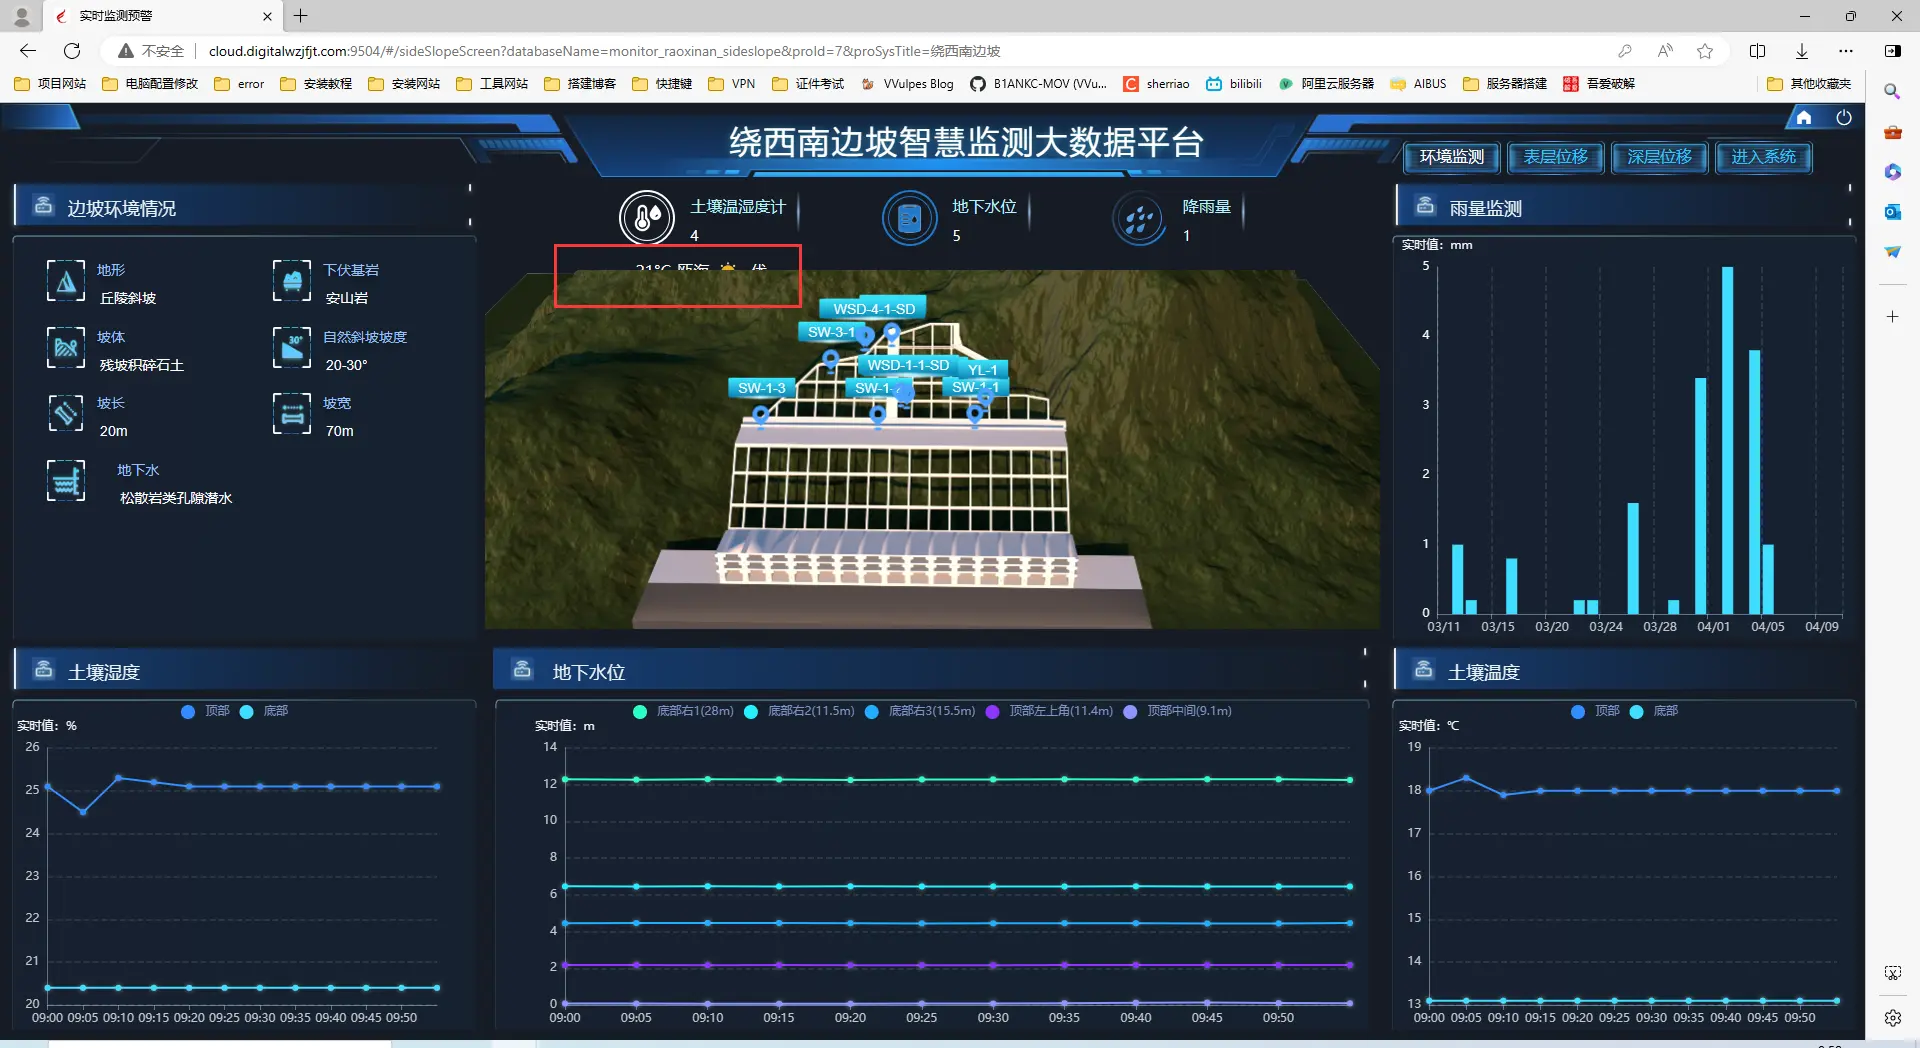 实时监测预警
不安全
cloud.digitalwzjfjt.com:9504/#/sideSlopeScreen?databaseName=monitor_raoxinan_sideslope&proId=7&proSysTitle=绕西南边坡
项目网站 电脑配置修改 error 安装教程 安装网站 工具网站 搭建博客 快捷键 VPN 证件考试 VVulpes Blog B1ANKC-MOV (VVu... sherriao bilibili 阿里云服务器 AIBUS 服务器搭建 吾爱破解 其他收藏夹
绕西南边坡智慧监测大数据平台
环境监测 表层位移 深层位移 进入系统
边坡环境情况
地形
丘陵斜坡
下伏基岩
安山岩
坡体
残坡积碎石土
30°
自然斜坡坡度
20-30°
坡长
20m
坡宽
70m
地下水
松散岩类孔隙潜水
土壤温湿度计
4
地下水位
5
降雨量
1
21°C 瓯海 优
WSD-4-1-SD
SW-3-1
WSD-1-1-SD
YL-1
SW-1-3
SW-1-
SW-1-1
雨量监测
实时值：mm
5
4
3
2
1
0
03/11 03/15 03/20 03/24 03/28 04/01 04/05 04/09
土壤湿度
顶部 底部
实时值：%
26
25
24
23
22
21
20
09:00 09:05 09:10 09:15 09:20 09:25 09:30 09:35 09:40 09:45 09:50
地下水位
底部右1(28m) 底部右2(11.5m) 底部右3(15.5m) 顶部左上角(11.4m) 顶部中间(9.1m)
实时值：m
14
12
10
8
6
4
2
0
09:00 09:05 09:10 09:15 09:20 09:25 09:30 09:35 09:40 09:45 09:50
土壤温度
顶部 底部
实时值：℃
19
18
17
16
15
14
13
09:00 09:05 09:10 09:15 09:20 09:25 09:30 09:35 09:40 09:45 09:50